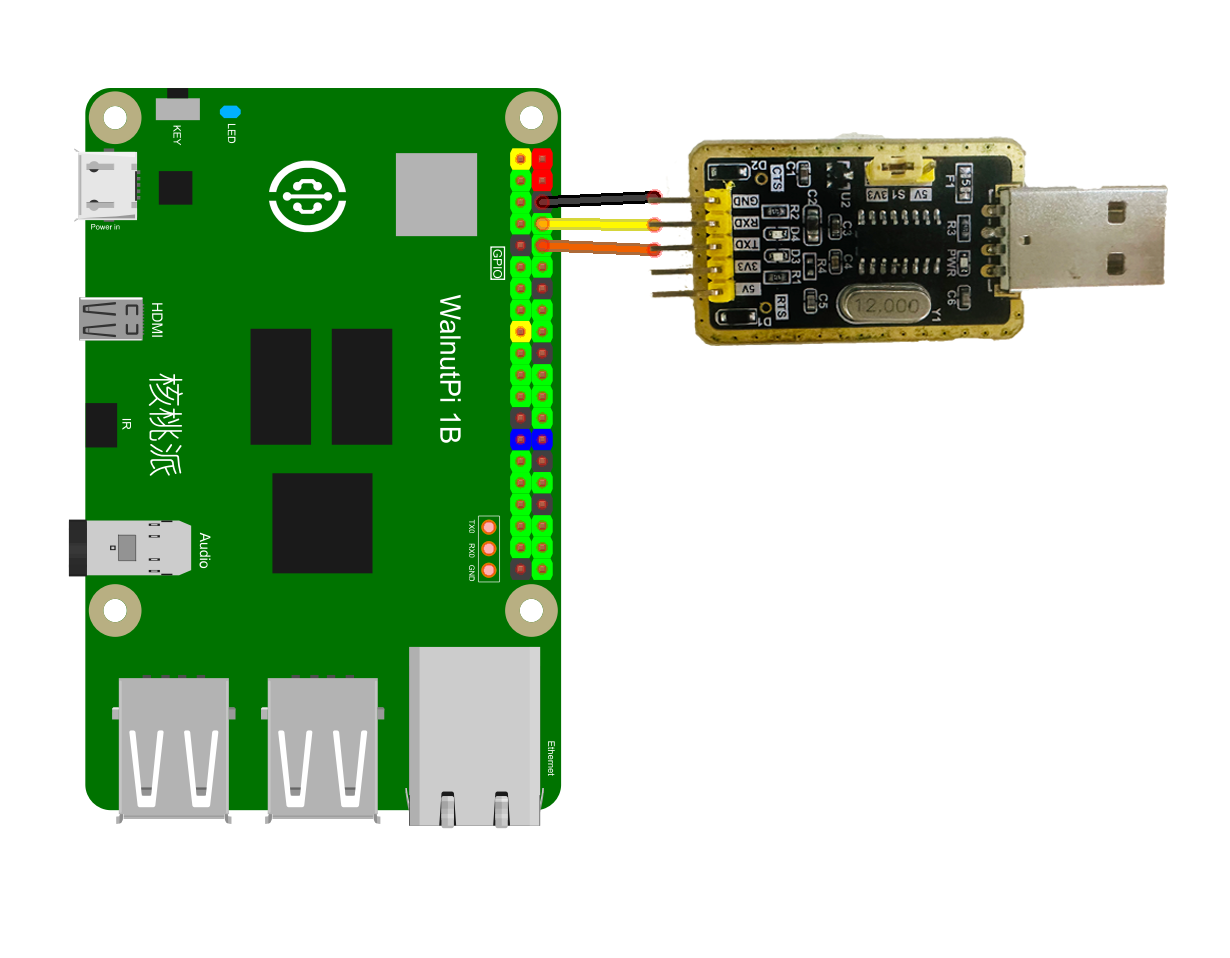 KEY
LED
Power in
GPIO
HDMI
WalnutPi 1B
核桃派
IR
Audio
TX0
RX0
GND
Ethernet
D2
CTS
C1
GND
RXD
TXD
3V3
5V
R2
D4
D3
R1
C2
C3
R4
C4
C5
RTS
D1
U2
3V3
S1
5V
F1
R3
PWR
C6
Y1
12.000